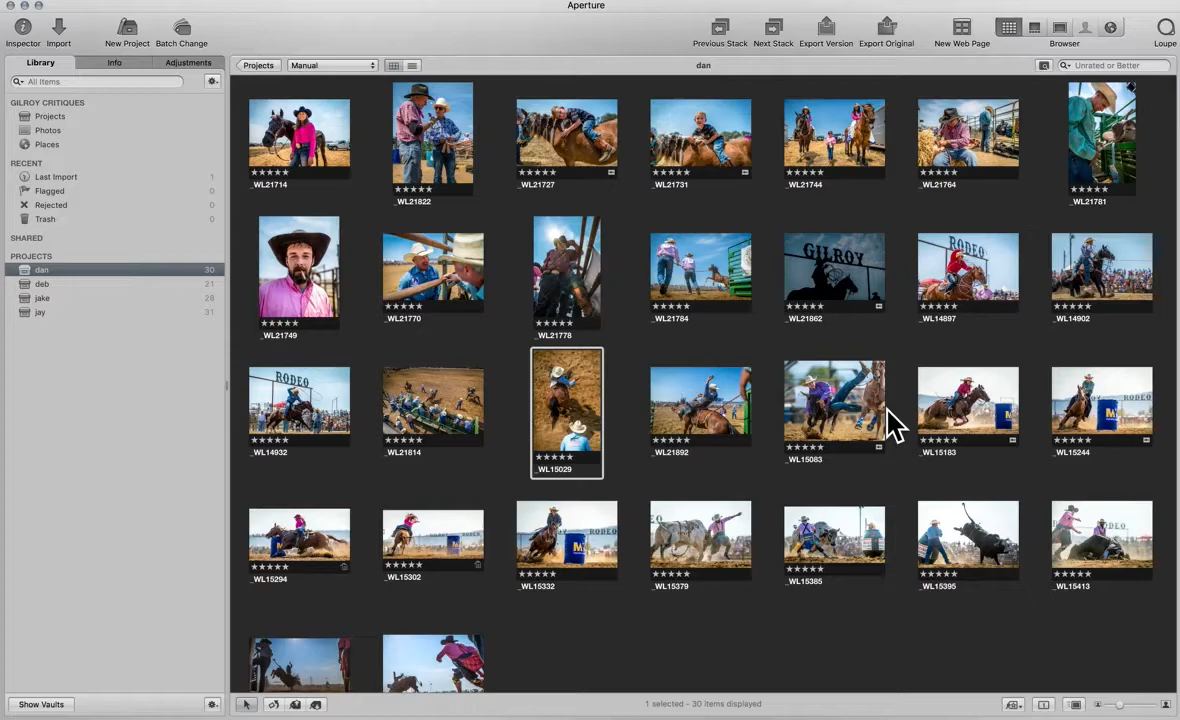 Aperture
Inspector
Import
New Project
Batch Change
Previous Stack
Next Stack
Export Version
Export Original
New Web Page
Browser
Loupe
Library
Info
Adjustments
Projects
Manual
dan
Unrated or Better
All Items
GILROY CRITIQUES
Projects
Photos
Places
RECENT
Last Import 1
Flagged 0
Rejected 0
Trash 0
SHARED
PROJECTS
dan 30
deb 21
jake 28
jay 31
_WL21714
_WL21822
_WL21727
_WL21731
_WL21744
_WL21764
_WL21781
GILROY
RODEO
_WL21749
_WL21770
_WL21778
_WL21784
_WL21862
_WL14897
_WL14902
RODEO
_WL14932
_WL21814
_WL15029
_WL21892
_WL15083
_WL15183
_WL15244
RODEO
_WL15294
_WL15302
_WL15332
_WL15379
_WL15385
_WL15395
_WL15413
Show Vaults
1 selected - 30 items displayed